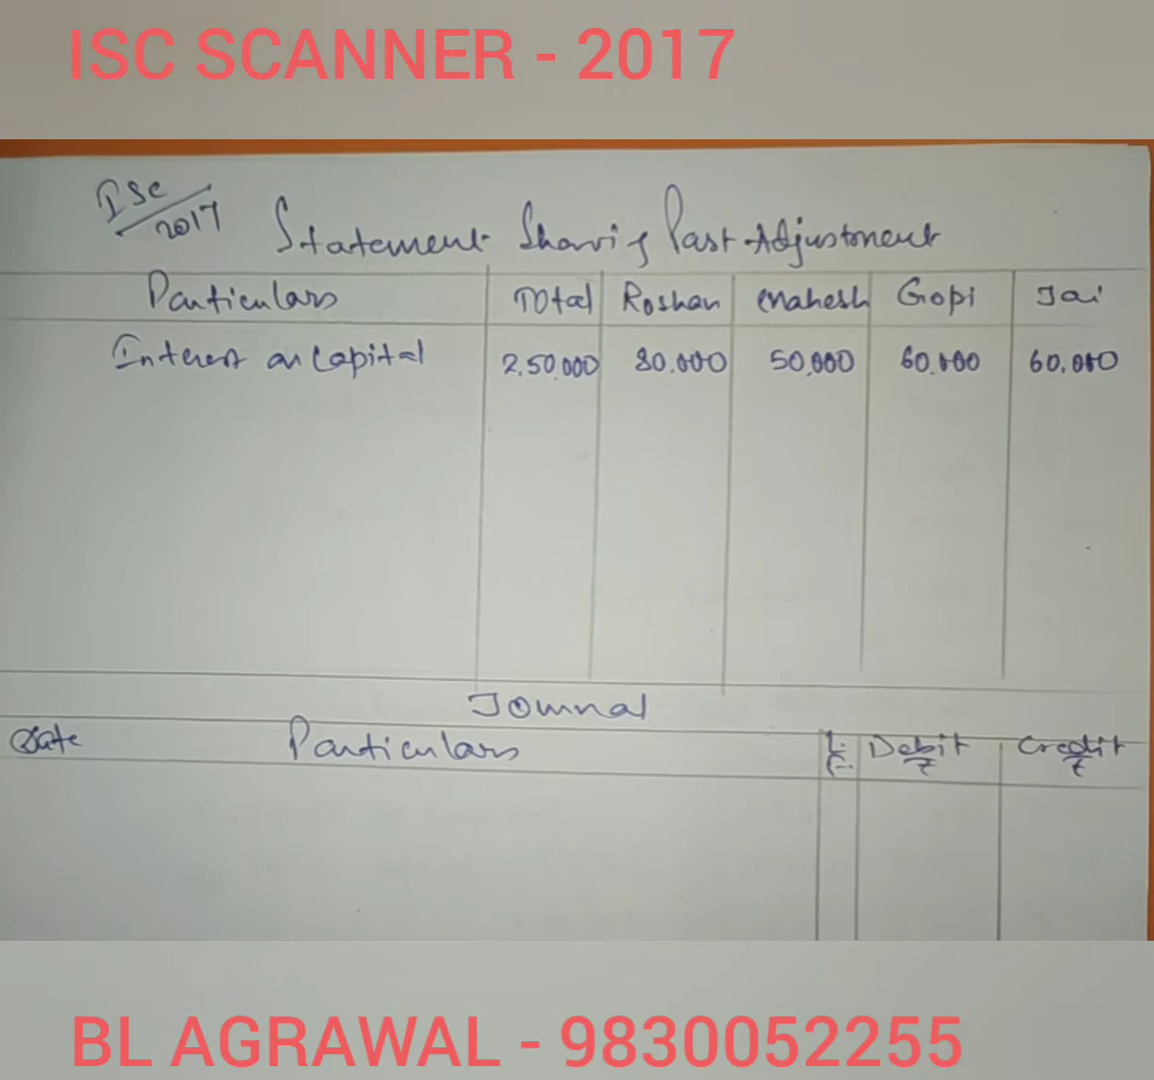 ISC SCANNER - 2017
ISC
2017
Statement Showing Past Adjustment
Particulars Total Roshan Mahesh Gopi Jai
Interest on Capital 2,50,000 80,000 50,000 60,000 60,000
Journal
Date Particulars L.F. Debit ₹ Credit ₹
BL AGRAWAL - 9830052255